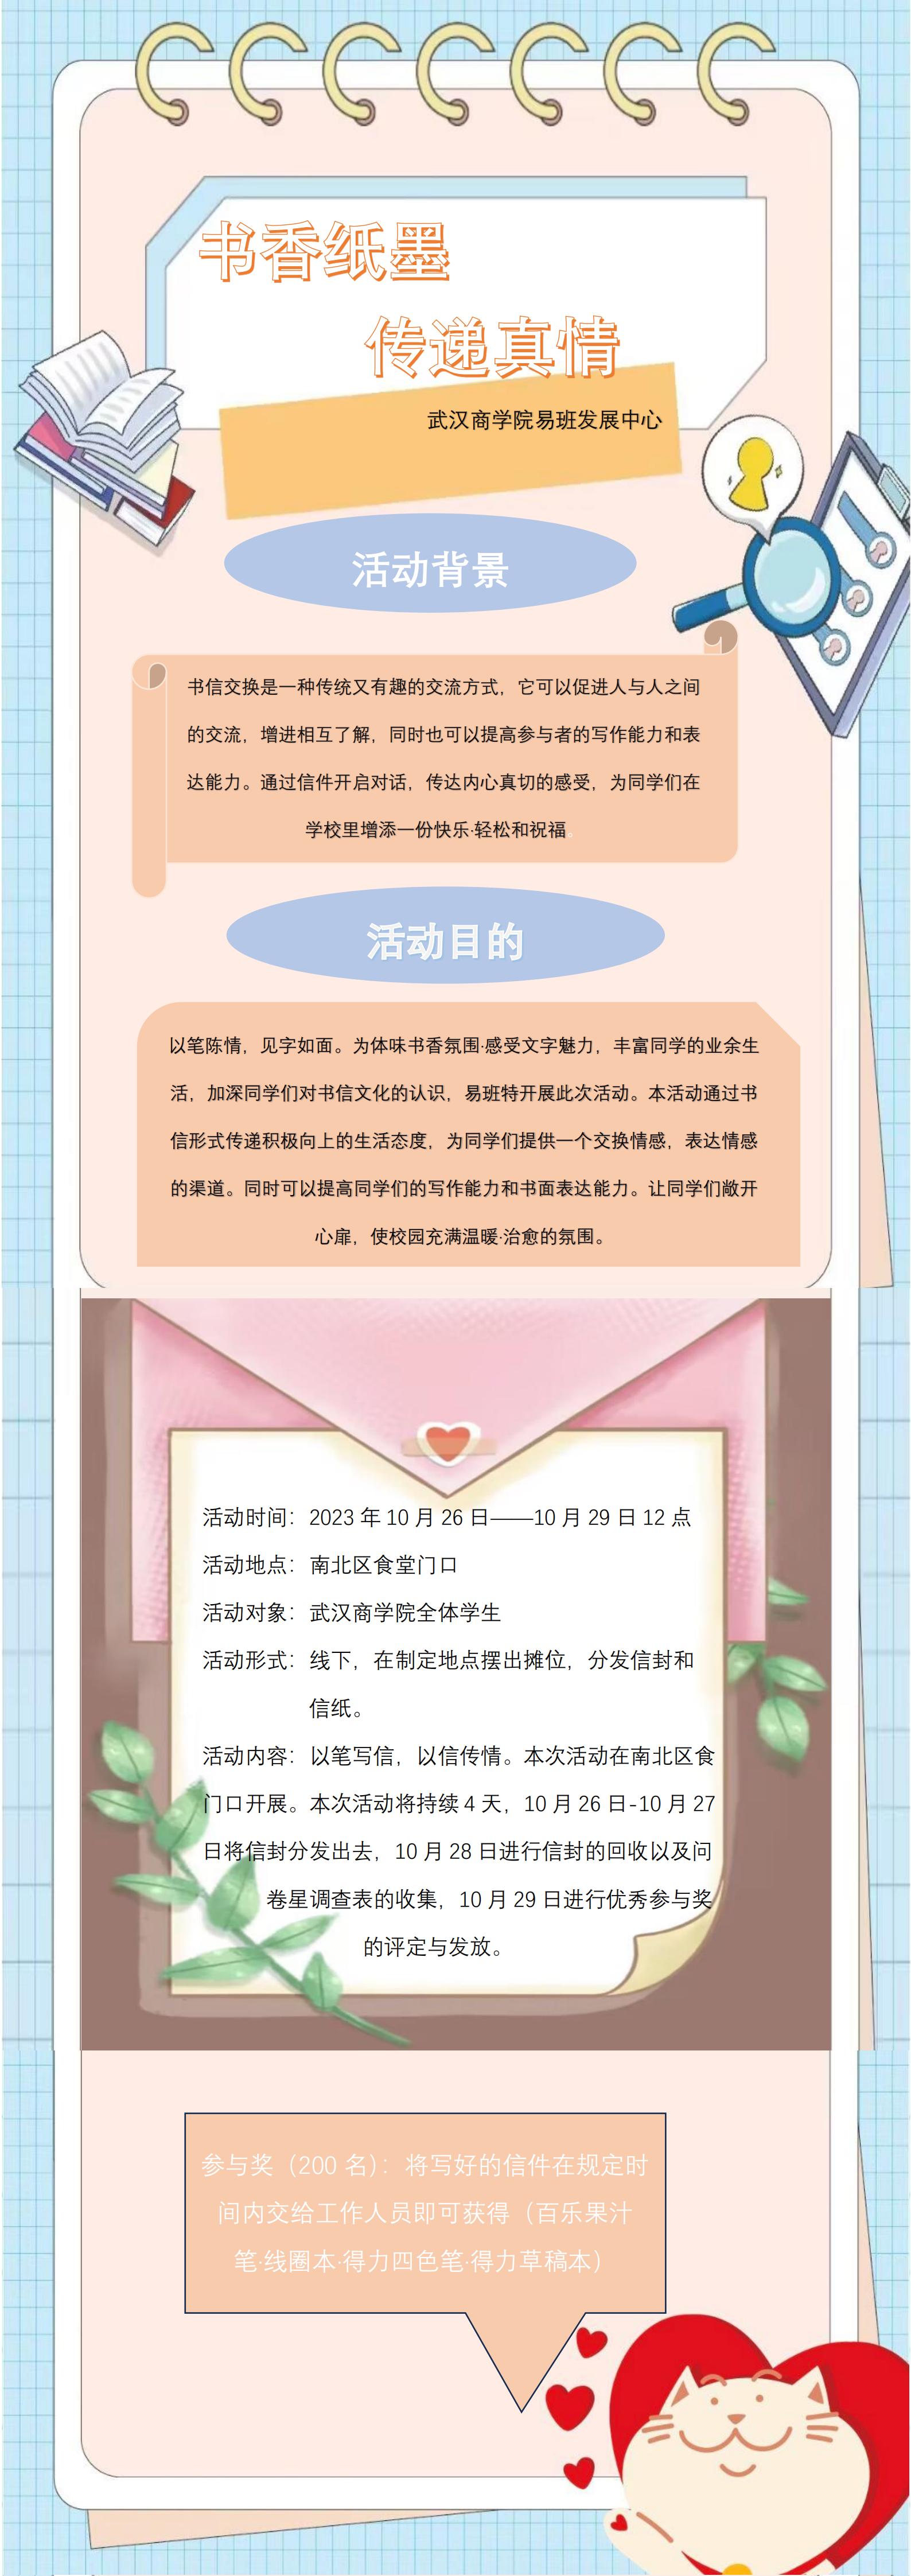 书香纸墨
传递真情
武汉商学院易班发展中心
活动背景
书信交换是一种传统又有趣的交流方式，它可以促进人与人之间
的交流，增进相互了解，同时也可以提高参与者的写作能力和表
达能力。通过信件开启对话，传达内心真切的感受，为同学们在
学校里增添一份快乐·轻松和祝福
活动目的
以笔陈情，见字如面。为体味书香氛围·感受文字魅力，丰富同学的业余生
活，加深同学们对书信文化的认识，易班特开展此次活动。本活动通过书
信形式传递积极向上的生活态度，为同学们提供一个交换情感，表达情感
的渠道。同时可以提高同学们的写作能力和书面表达能力。让同学们敞开
心扉，使校园充满温暖·治愈的氛围。
活动时间：2023 年 10 月 26 日——10 月 29 日 12 点
活动地点：南北区食堂门口
活动对象：武汉商学院全体学生
活动形式：线下，在制定地点摆出摊位，分发信封和
信纸。
活动内容：以笔写信，以信传情。本次活动在南北区食
门口开展。本次活动将持续 4 天，10 月 26 日-10 月 27
日将信封分发出去，10 月 28 日进行信封的回收以及问
卷星调查表的收集，10 月 29 日进行优秀参与奖
的评定与发放。
参与奖（200 名）：将写好的信件在规定时
间内交给工作人员即可获得（百乐果汁
笔·线圈本·得力四色笔·得力草稿本）